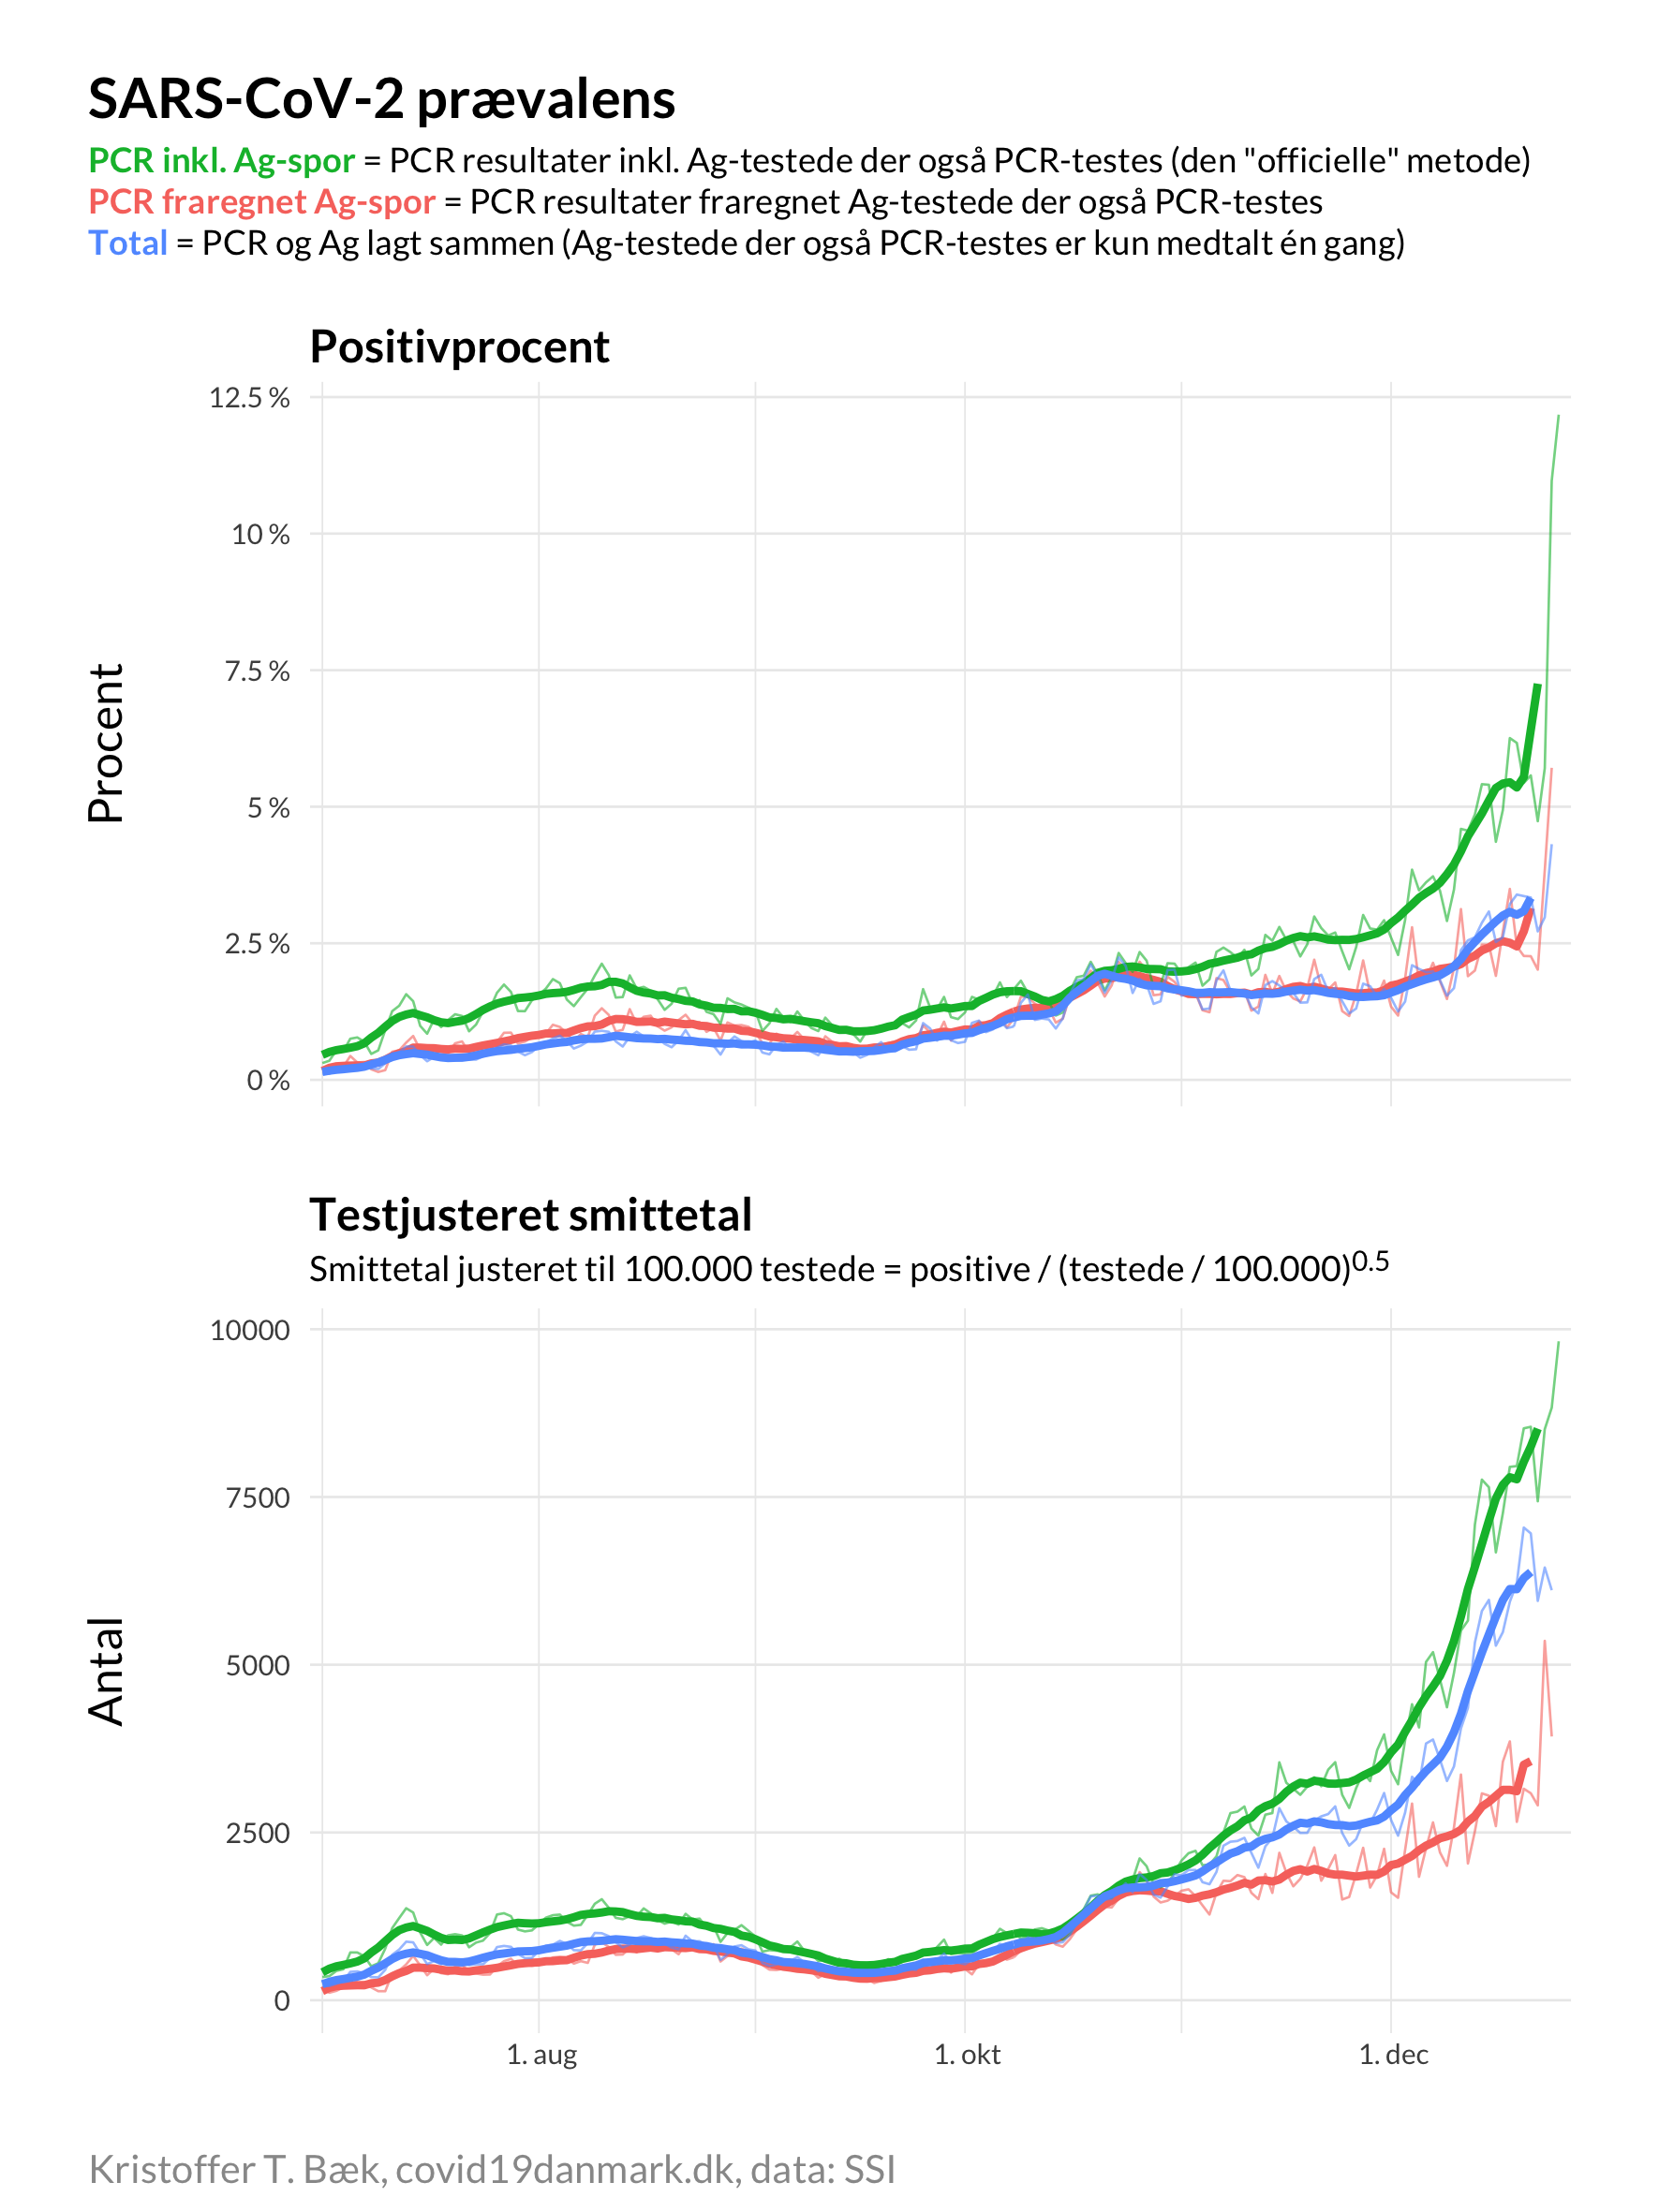 SARS-CoV-2 prævalens
PCR inkl. Ag-spor = PCR resultater inkl. Ag-testede der også PCR-testes (den "officielle" metode)
PCR fraregnet Ag-spor = PCR resultater fraregnet Ag-testede der også PCR-testes
Total = PCR og Ag lagt sammen (Ag-testede der også PCR-testes er kun medtalt én gang)
Positivprocent
12.5 %
10 %
7.5 %
5 %
2.5 %
0 %
Procent
Testjusteret smittetal
Smittetal justeret til 100.000 testede = positive / (testede / 100.000)^0.5
10000
7500
5000
2500
0
Antal
1. aug
1. okt
1. dec
Kristoffer T. Bæk, covid19danmark.dk, data: SSI